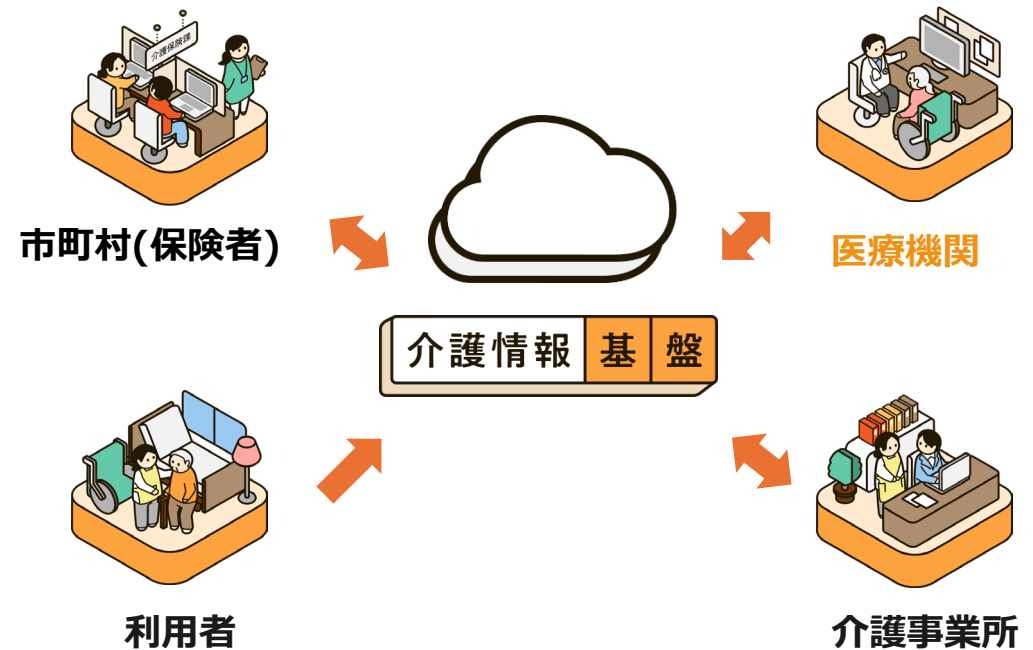 介護保険課
市町村(保険者)
医療機関
介護情報基盤
利用者
介護事業所